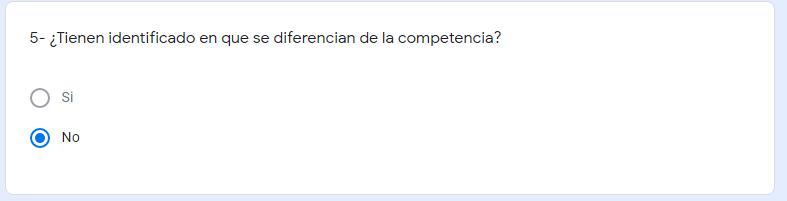 5- ¿Tienen identificado en que se diferencian de la competencia?
Si
No